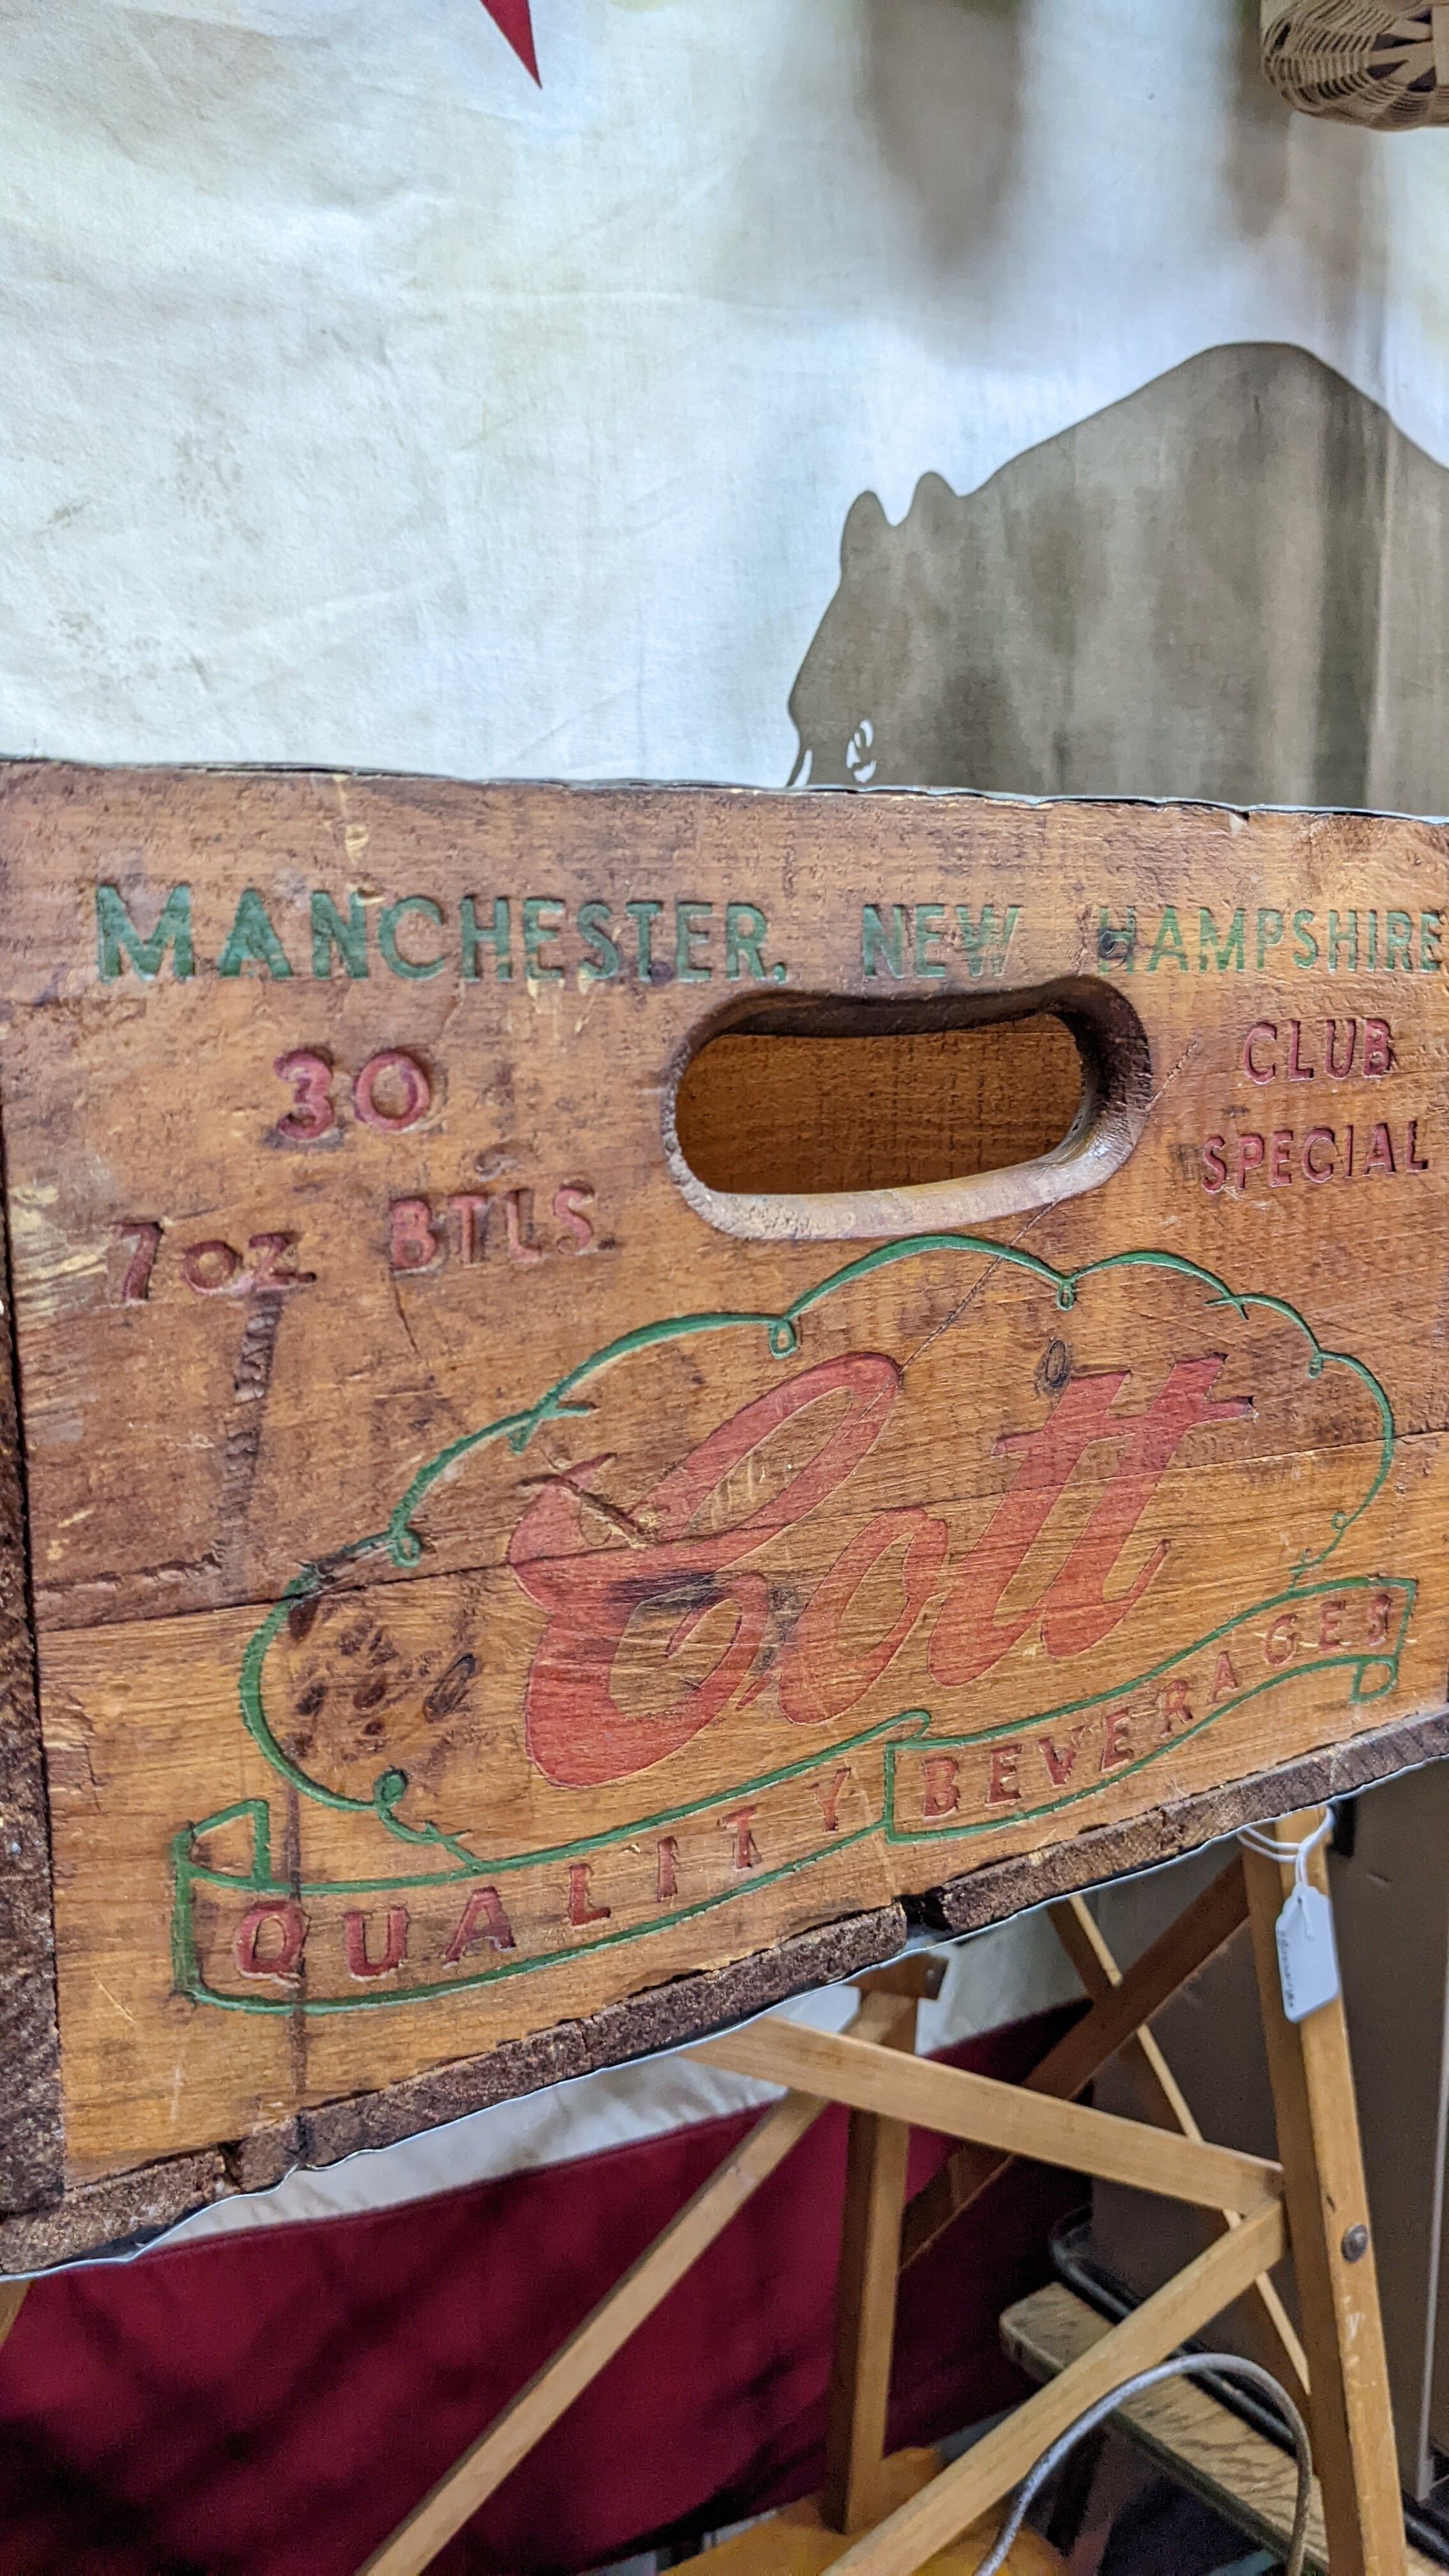 MANCHESTER, NEW HAMPSHIRE
30
7oz. BTLS.
CLUB
SPECIAL
Cott
QUALITY BEVERAGES